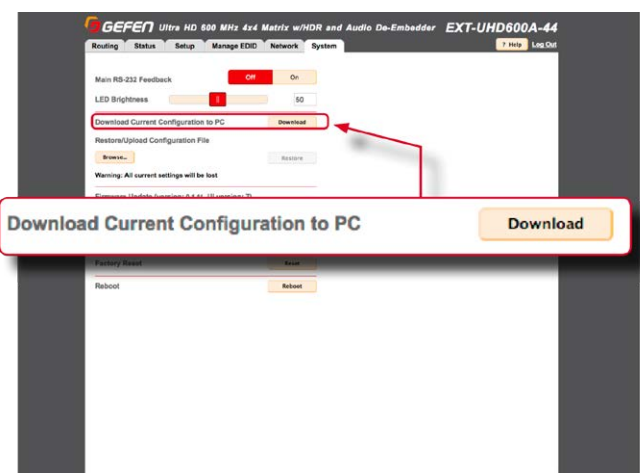 GEFEN Ultra HD 600 MHz 4x4 Matrix w/HDR and Audio De-Embedder EXT-UHD600A-44
Routing Status Setup Manage EDID Network System ? Help Log Out
Main RS-232 Feedback Off On
LED Brightness 50
Download Current Configuration to PC Download
Restore/Upload Configuration File
Browse... Restore
Warning: All current settings will be lost
Download Current Configuration to PC Download
Factory Reset Reset
Reboot Reboot